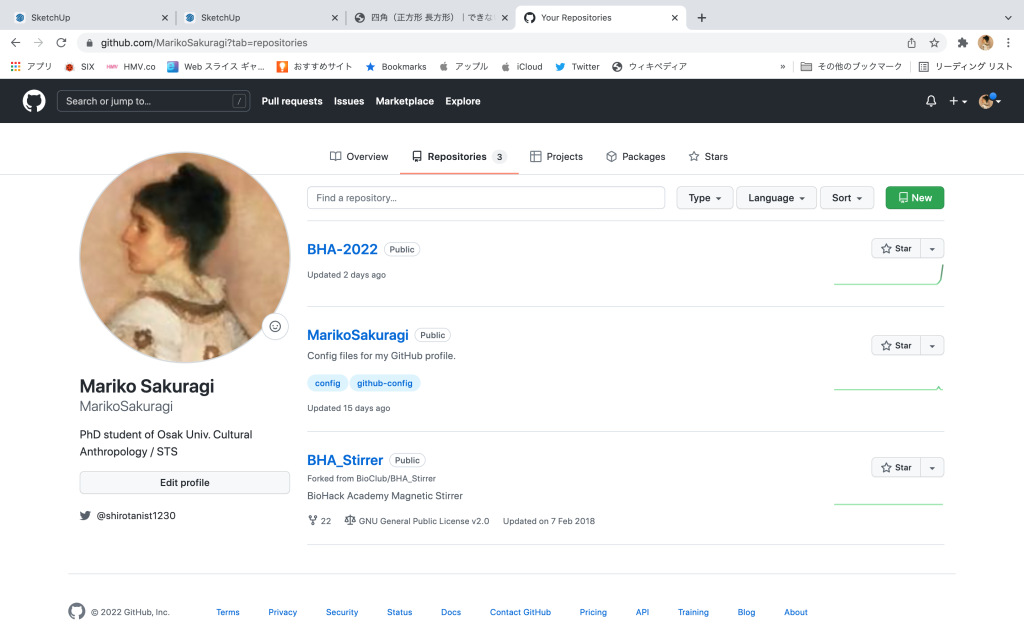 SketchUp
SketchUp
四角（正方形 長方形）｜できな
Your Repositories
github.com/MarikoSakuragi?tab=repositories
アプリ
SIX
HMV.co
Web スライス ギャ...
おすすめサイト
Bookmarks
アップル
iCloud
Twitter
ウィキペディア
»
その他のブックマーク
リーディング リスト
Search or jump to...
/
Pull requests
Issues
Marketplace
Explore
Overview
Repositories 3
Projects
Packages
Stars
Find a repository...
Type
Language
Sort
New
BHA-2022 Public
Star
Updated 2 days ago
MarikoSakuragi Public
Star
Config files for my GitHub profile.
config github-config
Updated 15 days ago
BHA_Stirrer Public
Star
Forked from BioClub/BHA_Stirrer
BioHack Academy Magnetic Stirrer
22 GNU General Public License v2.0 Updated on 7 Feb 2018
Mariko Sakuragi
MarikoSakuragi
PhD student of Osak Univ. Cultural
Anthropology / STS
Edit profile
@shirotanist1230
© 2022 GitHub, Inc.
Terms
Privacy
Security
Status
Docs
Contact GitHub
Pricing
API
Training
Blog
About